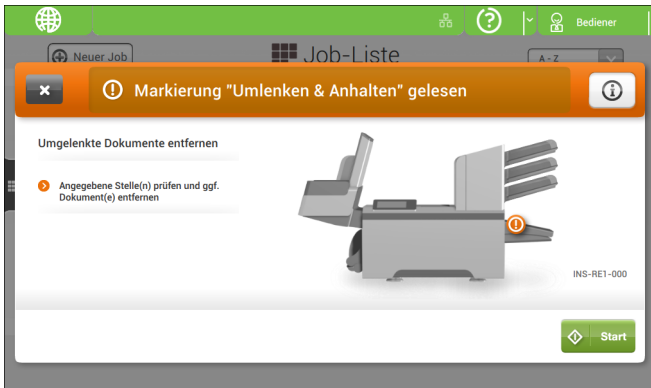 Bediener
Neuer Job
Job-Liste
A - Z
Markierung "Umlenken & Anhalten" gelesen
Umgelenkte Dokumente entfernen
Angegebene Stelle(n) prüfen und ggf.
Dokument(e) entfernen
INS-RE1-000
Start